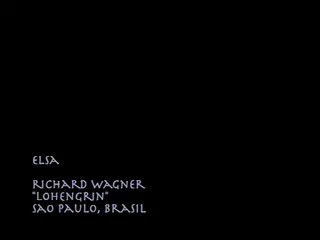 ELSA
RICHARD WAGNER
"LOHENGRIN"
SAO PAULO, BRASIL